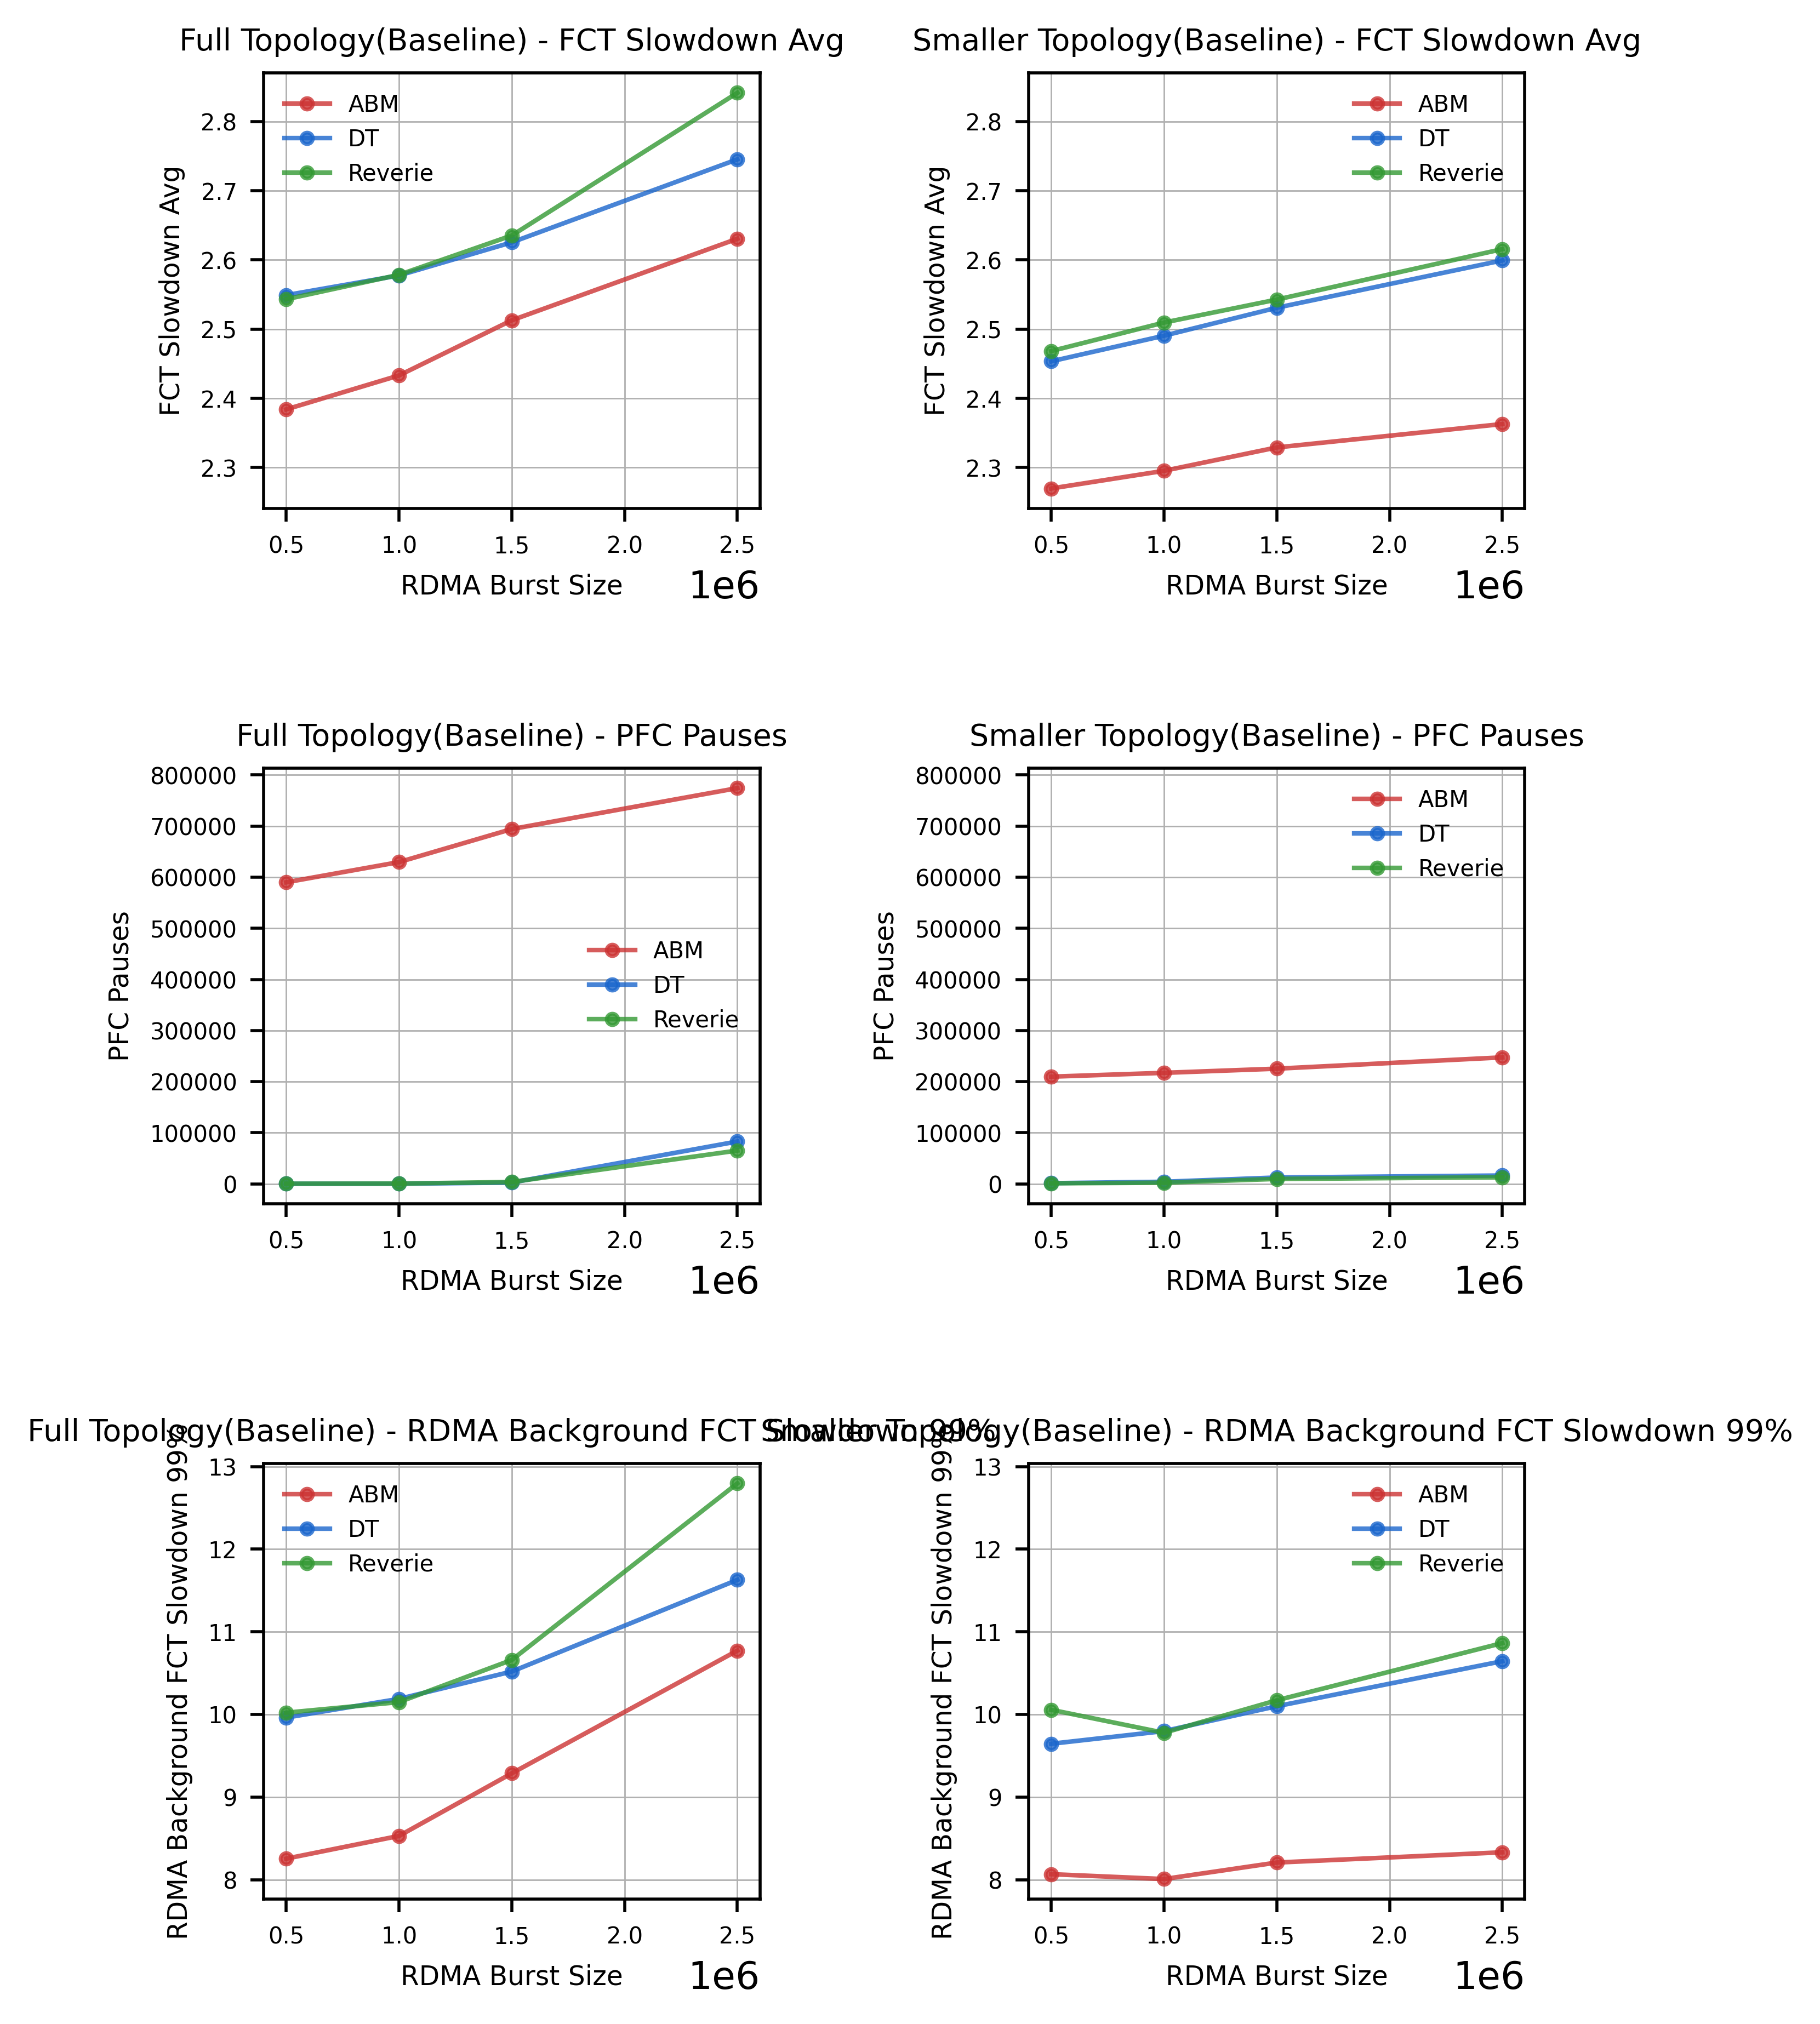 Full Topology(Baseline) - FCT Slowdown Avg
FCT Slowdown Avg
2.8
2.7
2.6
2.5
2.4
2.3
ABM
DT
Reverie
0.5 1.0 1.5 2.0 2.5
RDMA Burst Size
1e6
Smaller Topology(Baseline) - FCT Slowdown Avg
FCT Slowdown Avg
2.8
2.7
2.6
2.5
2.4
2.3
ABM
DT
Reverie
0.5 1.0 1.5 2.0 2.5
RDMA Burst Size
1e6
Full Topology(Baseline) - PFC Pauses
PFC Pauses
800000
700000
600000
500000
400000
300000
200000
100000
0
ABM
DT
Reverie
0.5 1.0 1.5 2.0 2.5
RDMA Burst Size
1e6
Smaller Topology(Baseline) - PFC Pauses
PFC Pauses
800000
700000
600000
500000
400000
300000
200000
100000
0
ABM
DT
Reverie
0.5 1.0 1.5 2.0 2.5
RDMA Burst Size
1e6
Full Topology(Baseline) - RDMA Background FCT Slowdown 99%
RDMA Background FCT Slowdown 99%
13
12
11
10
9
8
ABM
DT
Reverie
0.5 1.0 1.5 2.0 2.5
RDMA Burst Size
1e6
Smaller Topology(Baseline) - RDMA Background FCT Slowdown 99%
RDMA Background FCT Slowdown 99%
13
12
11
10
9
8
ABM
DT
Reverie
0.5 1.0 1.5 2.0 2.5
RDMA Burst Size
1e6